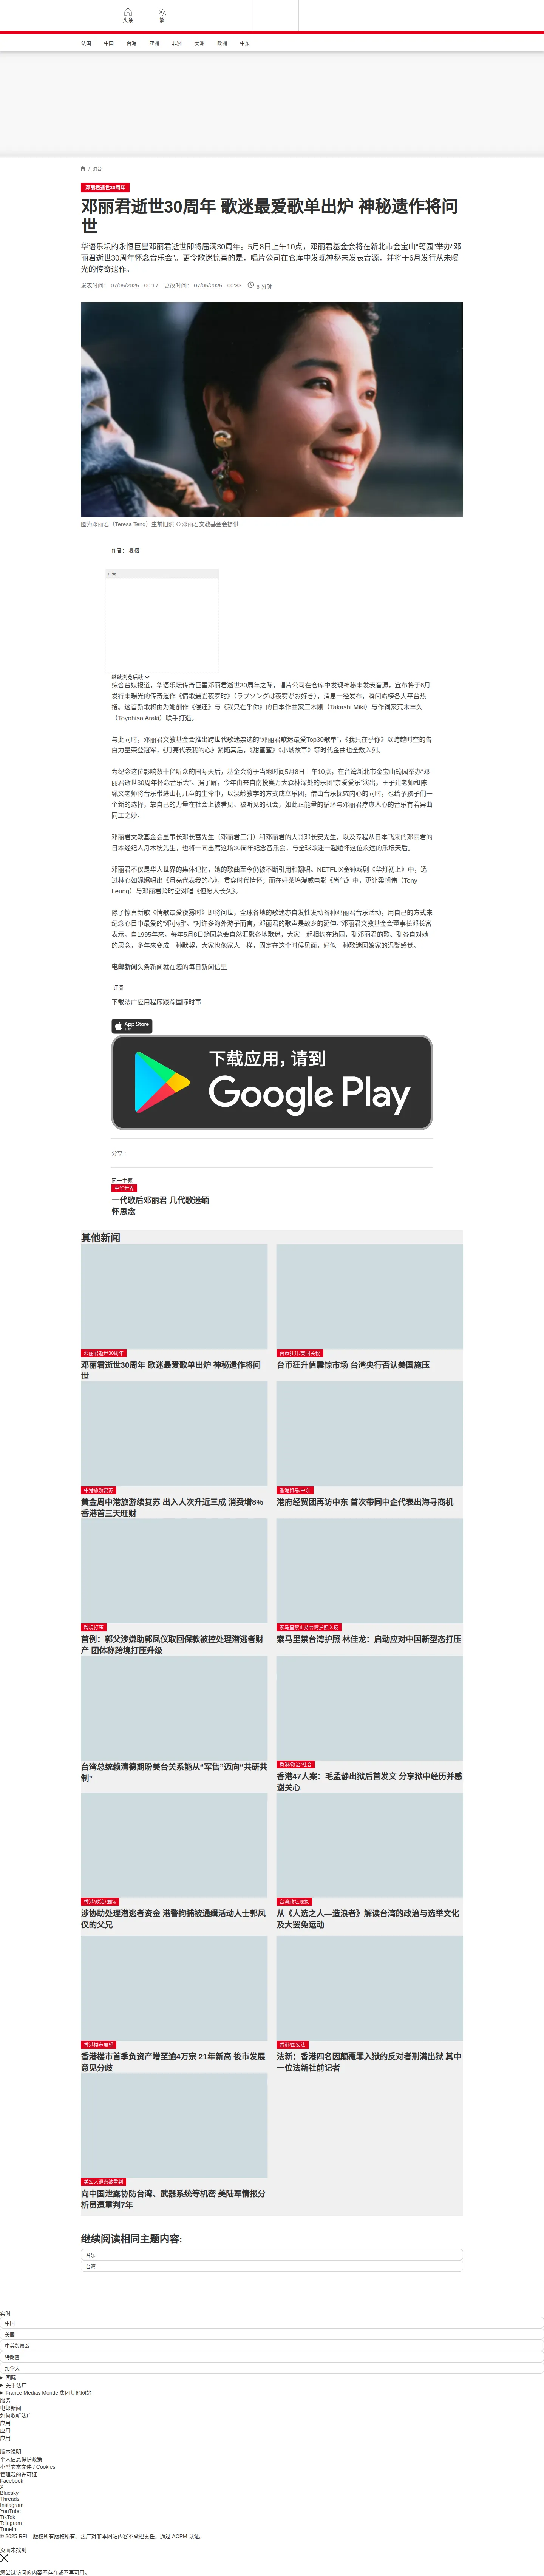 头条
繁
法国
中国
台海
亚洲
非洲
美洲
欧洲
中东
/ 港台
邓丽君逝世30周年
邓丽君逝世30周年 歌迷最爱歌单出炉 神秘遗作将问
世
华语乐坛的永恒巨星邓丽君逝世即将届满30周年。5月8日上午10点，邓丽君基金会将在新北市金宝山“筠园”举办“邓
丽君逝世30周年怀念音乐会”。更令歌迷惊喜的是，唱片公司在仓库中发现神秘未发表音源，并将于6月发行从未曝
光的传奇遗作。
发表时间： 07/05/2025 - 00:17 更改时间： 07/05/2025 - 00:33 6 分钟
图为邓丽君（Teresa Teng）生前旧照 © 邓丽君文教基金会提供
作者： 夏榕
广告
继续浏览后续
综合台媒报道，华语乐坛传奇巨星邓丽君逝世30周年之际，唱片公司在仓库中发现神秘未发表音源，宣布将于6月
发行未曝光的传奇遗作《情歌最爱夜雾时》（ラブソングは夜雾がお好き），消息一经发布，瞬间霸榜各大平台热
搜。这首新歌将由为她创作《偿还》与《我只在乎你》的日本作曲家三木刚（Takashi Miki）与作词家荒木丰久
（Toyohisa Araki）联手打造。
与此同时，邓丽君文教基金会推出跨世代歌迷票选的“邓丽君歌迷最爱Top30歌单”，《我只在乎你》以跨越时空的告
白力量荣登冠军，《月亮代表我的心》紧随其后，《甜蜜蜜》《小城故事》等时代金曲也全数入列。
为纪念这位影响数十亿听众的国际天后，基金会将于当地时间5月8日上午10点，在台湾新北市金宝山筠园举办“邓
丽君逝世30周年怀念音乐会”。据了解，今年由来自南投奥万大森林深处的乐团“亲爱爱乐”演出，王子建老师和陈
珮文老师将音乐带进山村儿童的生命中，以混龄教学的方式成立乐团，借由音乐抚慰内心的同时，也给予孩子们一
个新的选择，靠自己的力量在社会上被看见、被听见的机会，如此正能量的循环与邓丽君疗愈人心的音乐有着异曲
同工之妙。
邓丽君文教基金会董事长邓长富先生（邓丽君三哥）和邓丽君的大哥邓长安先生，以及专程从日本飞来的邓丽君的
日本经纪人舟木稔先生，也将一同出席这场30周年纪念音乐会，与全球歌迷一起缅怀这位永远的乐坛天后。
邓丽君不仅是华人世界的集体记忆，她的歌曲至今仍被不断引用和翻唱。NETFLIX金钟戏剧《华灯初上》中，透
过林心如娓娓唱出《月亮代表我的心》，贯穿时代情怀；而在好莱坞漫威电影《尚气》中，更让梁朝伟（Tony
Leung）与邓丽君跨时空对唱《但愿人长久》。
除了惊喜新歌《情歌最爱夜雾时》即将问世，全球各地的歌迷亦自发性发动各种邓丽君音乐活动，用自己的方式来
纪念心目中最爱的“邓小姐”。“对许多海外游子而言，邓丽君的歌声是故乡的延伸。”邓丽君文教基金会董事长邓长富
表示，自1995年来，每年5月8日筠园总会自然汇聚各地歌迷，大家一起相约在筠园，聊邓丽君的歌、聊各自对她
的思念，多年来变成一种默契，大家也像家人一样，固定在这个时候见面，好似一种歌迷回娘家的温馨感觉。
电邮新闻头条新闻就在您的每日新闻信里
订阅
下载法广应用程序跟踪国际时事
App Store
下载
下载应用，请到
Google Play
分享 :
同一主题
中华世界
一代歌后邓丽君 几代歌迷缅
怀思念
其他新闻
邓丽君逝世30周年
邓丽君逝世30周年 歌迷最爱歌单出炉 神秘遗作将问
世
台币狂升/美国关税
台币狂升值震惊市场 台湾央行否认美国施压
中港旅游复苏
黄金周中港旅游续复苏 出入人次升近三成 消费增8%
香港首三天旺财
香港贸易/中东
港府经贸团再访中东 首次带同中企代表出海寻商机
跨境打压
首例：郭父涉嫌助郭凤仪取回保款被控处理潜逃者财
产 团体称跨境打压升级
索马里禁止持台湾护照入境
索马里禁台湾护照 林佳龙：启动应对中国新型态打压
台湾总统赖清德期盼美台关系能从“军售”迈向“共研共
制”
香港/政治/社会
香港47人案：毛孟静出狱后首发文 分享狱中经历并感
谢关心
香港/政治/国际
涉协助处理潜逃者资金 港警拘捕被通缉活动人士郭凤
仪的父兄
台湾政坛现象
从《人选之人—造浪者》解读台湾的政治与选举文化
及大罢免运动
香港楼市展望
香港楼市首季负资产增至逾4万宗 21年新高 後市发展
意见分歧
香港/国安法
法新：香港四名因颠覆罪入狱的反对者刑满出狱 其中
一位法新社前记者
美军人泄密被重判
向中国泄露协防台湾、武器系统等机密 美陆军情报分
析员遭重判7年
继续阅读相同主题内容:
音乐
台湾
实时
中国
美国
中美贸易战
特朗普
加拿大
国际
关于法广
France Médias Monde 集团其他网站
服务
电邮新闻
如何收听法广
应用
应用
应用
版本说明
个人信息保护政策
小型文本文件 / Cookies
管理我的许可证
Facebook
X
Bluesky
Threads
Instagram
YouTube
TikTok
Telegram
TuneIn
© 2025 RFI – 版权所有版权所有。法广对非本网站内容不承担责任。通过 ACPM 认证。
页面未找到
您尝试访问的内容不存在或不再可用。